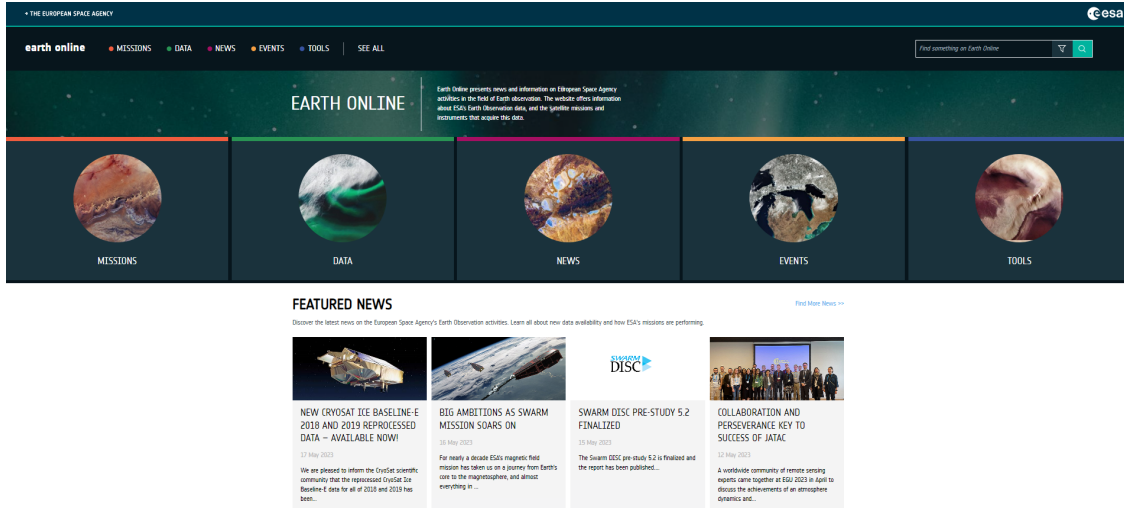 + THE EUROPEAN SPACE AGENCY
esa
earth online
MISSIONS
DATA
NEWS
EVENTS
TOOLS
SEE ALL
Find something on Earth Online
EARTH ONLINE
Earth Online presents news and information on European Space Agency
activities in the field of Earth observation. The website offers information
about ESA's Earth Observation data, and the satellite missions and
instruments that acquire this data.
MISSIONS
DATA
NEWS
EVENTS
TOOLS
FEATURED NEWS
Find More News >>
Discover the latest news on the European Space Agency's Earth Observation activities. Learn all about new data availability and how ESA's missions are performing.
SWARM
DISC
NEW CRYOSAT ICE BASELINE-E
2018 AND 2019 REPROCESSED
DATA – AVAILABLE NOW!
17 May 2023
We are pleased to inform the CryoSat scientific
community that the reprocessed CryoSat Ice
Baseline-E data for all of 2018 and 2019 has
been...
BIG AMBITIONS AS SWARM
MISSION SOARS ON
16 May 2023
For nearly a decade ESA's magnetic field
mission has taken us on a journey from Earth's
core to the magnetosphere, and almost
everything in ...
SWARM DISC PRE-STUDY 5.2
FINALIZED
15 May 2023
The Swarm DISC pre-study 5.2 is finalized and
the report has been published...
COLLABORATION AND
PERSEVERANCE KEY TO
SUCCESS OF JATAC
12 May 2023
A worldwide community of remote sensing
experts came together at EGU 2023 in April to
discuss the achievements of an atmosphere
dynamics and...